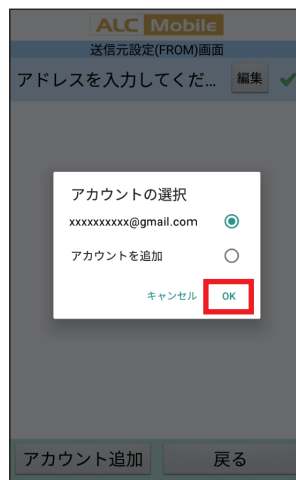 ALC Mobile
送信元設定(FROM)画面
アドレスを入力してくだ... 編集
アカウントの選択
xxxxxxxxxx@gmail.com
アカウントを追加
キャンセル OK
アカウント追加 戻る